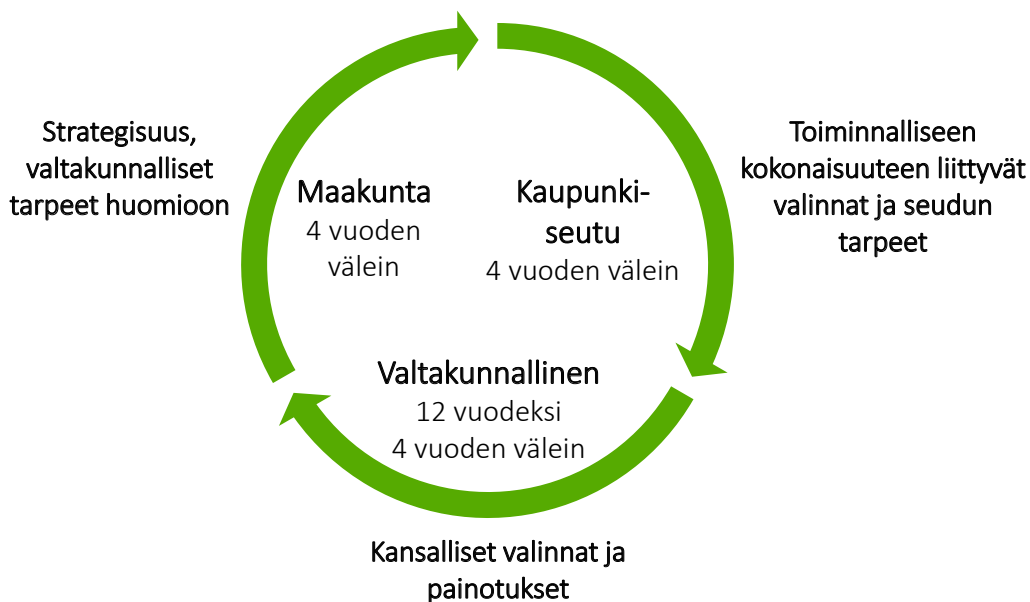 Strategisuus,
valtakunnalliset
tarpeet huomioon
Maakunta
4 vuoden
välein
Kaupunki-
seutu
4 vuoden välein
Toiminnalliseen
kokonaisuuteen liittyvät
valinnat ja seudun
tarpeet
Valtakunnallinen
12 vuodeksi
4 vuoden välein
Kansalliset valinnat ja
painotukset